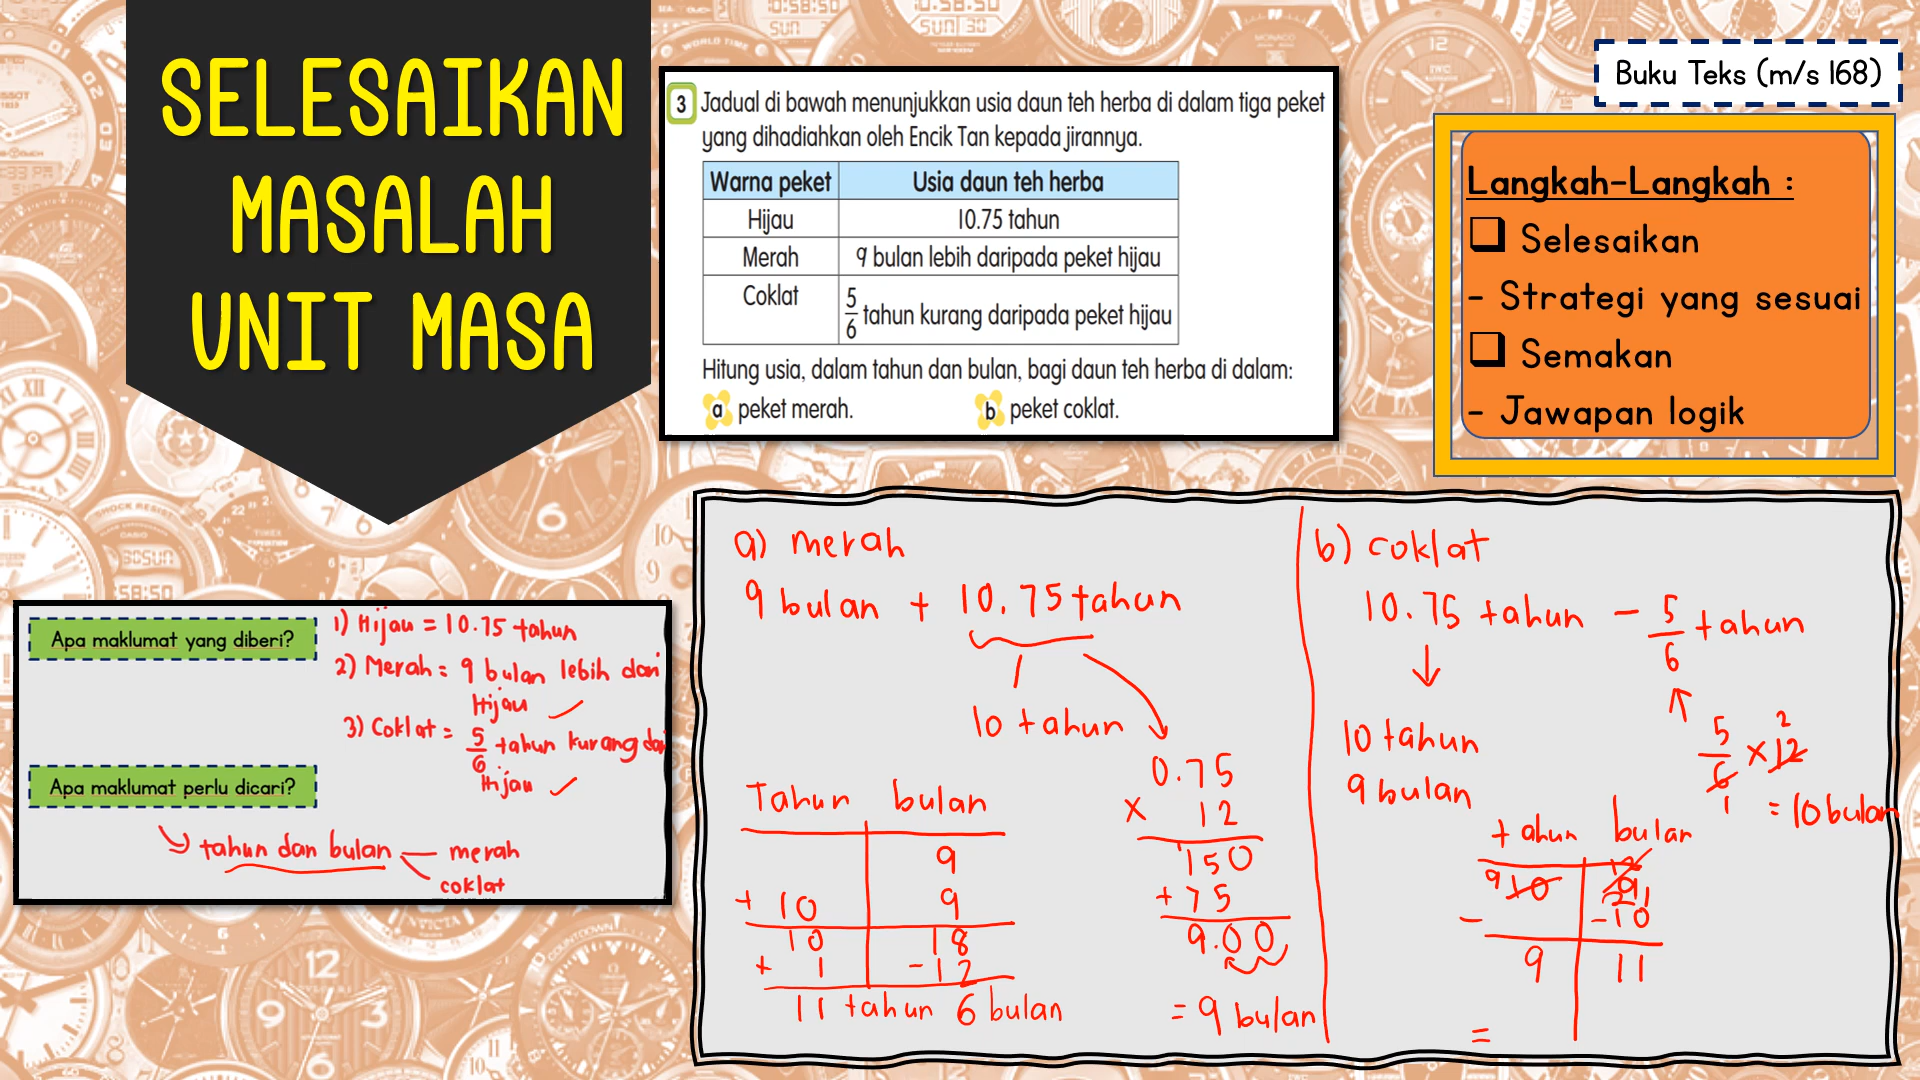 SELESAIKAN
MASALAH
UNIT MASA
3 Jadual di bawah menunjukkan usia daun teh herba di dalam tiga peket
yang dihadiahkan oleh Encik Tan kepada jirannya.
Warna peket Usia daun teh herba
Hijau 10.75 tahun
Merah 9 bulan lebih daripada peket hijau
Coklat 5/6 tahun kurang daripada peket hijau
Hitung usia, dalam tahun dan bulan, bagi daun teh herba di dalam:
a peket merah. b peket coklat.
Buku Teks (m/s 168)
Langkah-Langkah :
Selesaikan
- Strategi yang sesuai
Semakan
- Jawapan logik
Apa maklumat yang diberi?
1) Hijau = 10.75 tahun
2) Merah = 9 bulan lebih dari
Hijau
3) Coklat = 5/6 tahun kurang dari
Hijau
Apa maklumat perlu dicari?
tahun dan bulan
merah
coklat
a) merah
9 bulan + 10.75 tahun
10 tahun
0.75
x 12
150
+ 75
9.00
= 9 bulan
Tahun bulan
9
+ 10 9
10 18
+ 1 -12
11 tahun 6 bulan
b) coklat
10.75 tahun - 5/6 tahun
10 tahun
9 bulan
5/6 x 12
2
1
= 10 bulan
tahun bulan
12
9 10 9
21
- -10
9 11
=